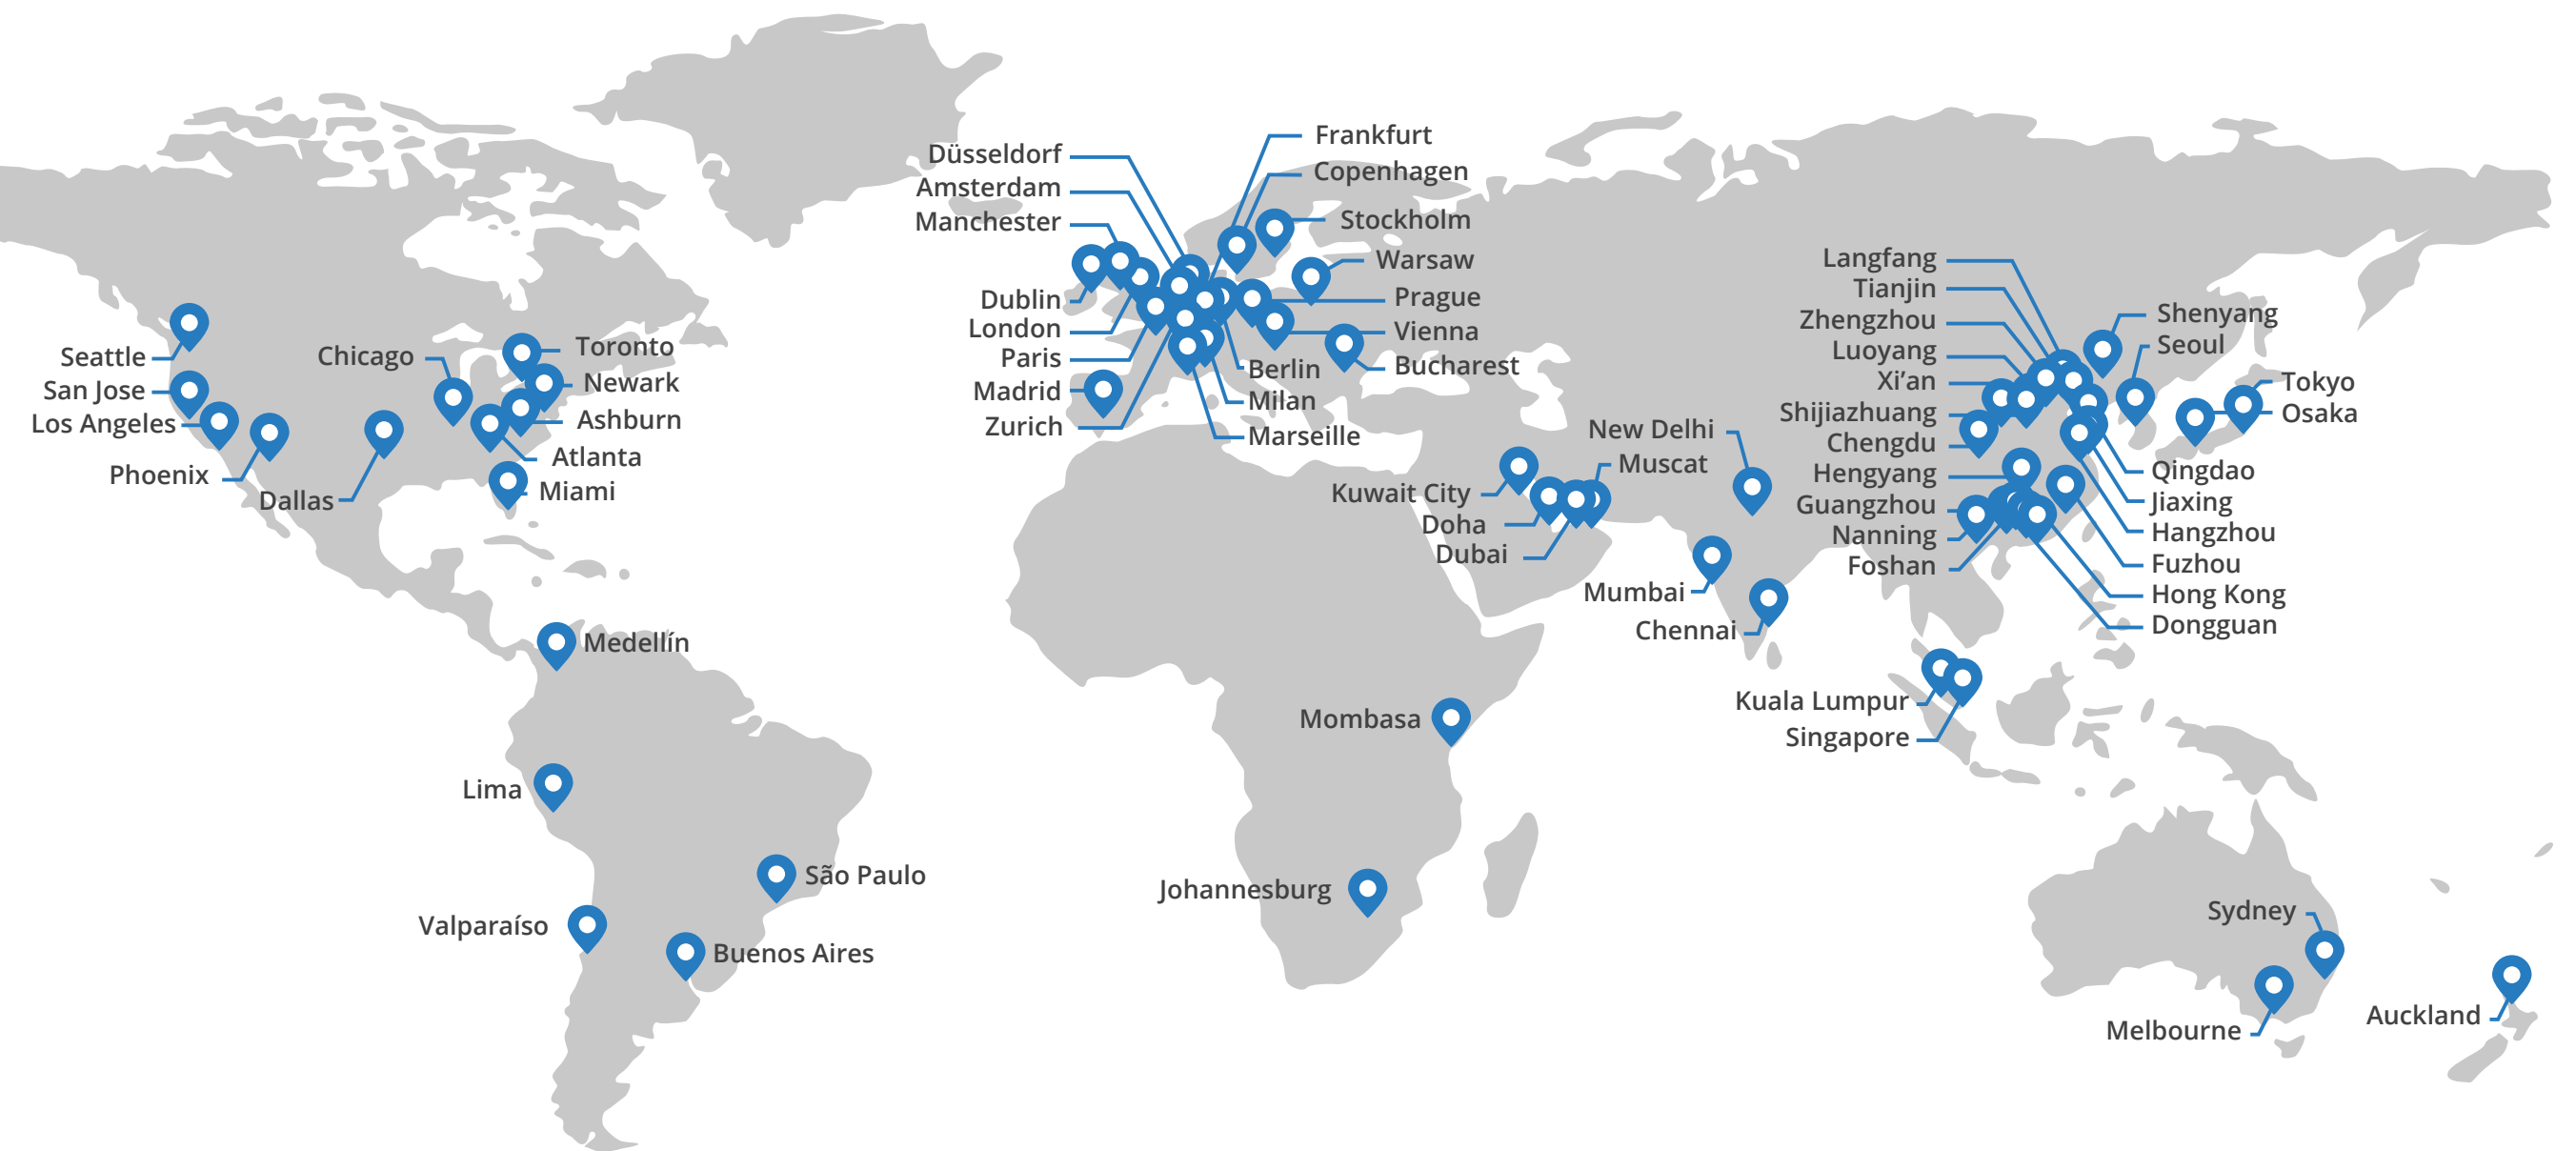 Seattle
San Jose
Los Angeles
Phoenix
Dallas
Chicago
Toronto
Newark
Ashburn
Atlanta
Miami
Medellín
Lima
São Paulo
Valparaíso
Buenos Aires
Düsseldorf
Amsterdam
Manchester
Dublin
London
Paris
Madrid
Zurich
Frankfurt
Copenhagen
Stockholm
Warsaw
Prague
Vienna
Bucharest
Berlin
Milan
Marseille
Mombasa
Johannesburg
Kuwait City
Doha
Dubai
New Delhi
Muscat
Mumbai
Chennai
Langfang
Tianjin
Zhengzhou
Luoyang
Xi’an
Shijiazhuang
Chengdu
Hengyang
Guangzhou
Nanning
Foshan
Shenyang
Seoul
Tokyo
Osaka
Qingdao
Jiaxing
Hangzhou
Fuzhou
Hong Kong
Dongguan
Kuala Lumpur
Singapore
Sydney
Melbourne
Auckland